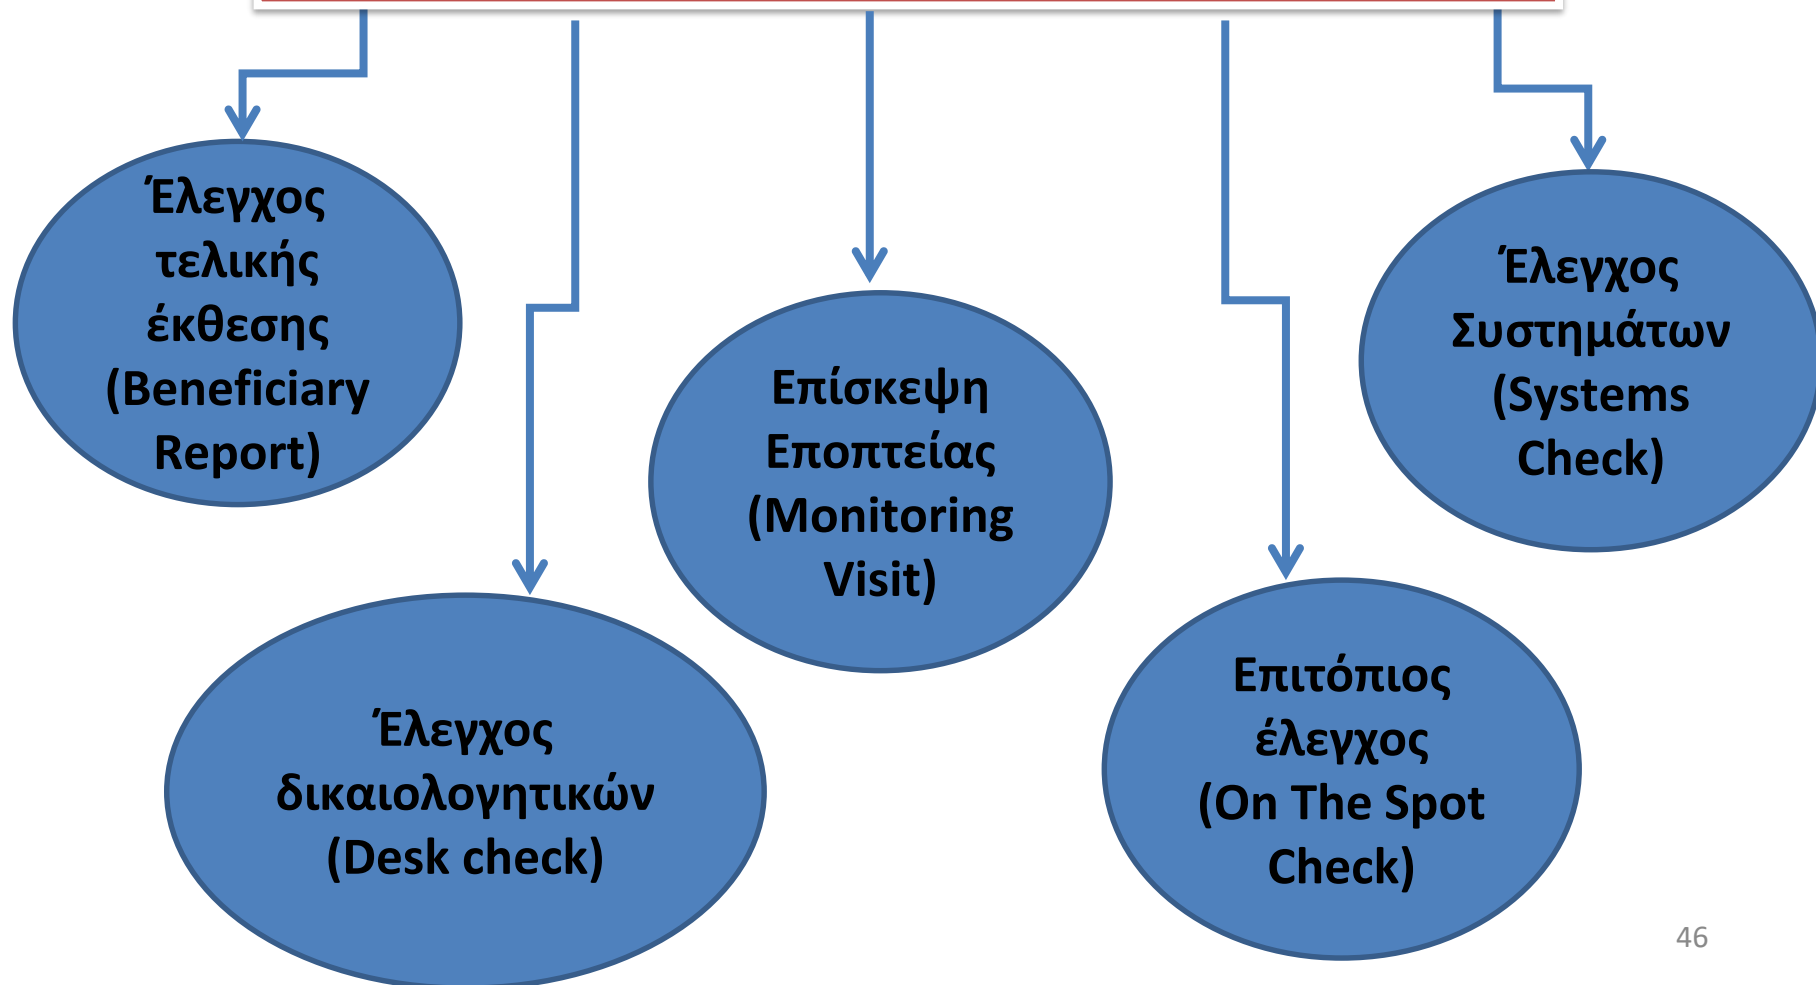 Έλεγχος
τελικής
έκθεσης
(Beneficiary
Report)
Έλεγχος
δικαιολογητικών
(Desk check)
Επίσκεψη
Εποπτείας
(Monitoring
Visit)
Επιτόπιος
έλεγχος
(On The Spot
Check)
Έλεγχος
Συστημάτων
(Systems
Check)
46